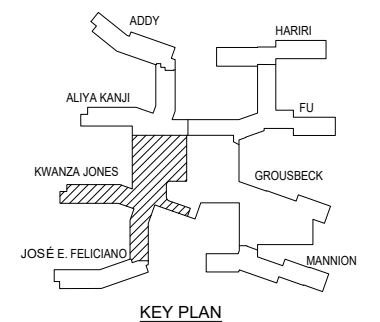 ADDY
HARIRI
ALIYA KANJI
FU
KWANZA JONES
GROUSBECK
JOSÉ E. FELICIANO
MANNION
KEY PLAN